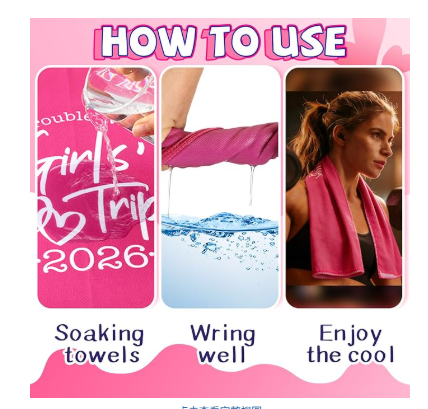 HOW TO USE
Girls'
Trip
2026
Soaking
towels
Wring
well
Enjoy
the cool